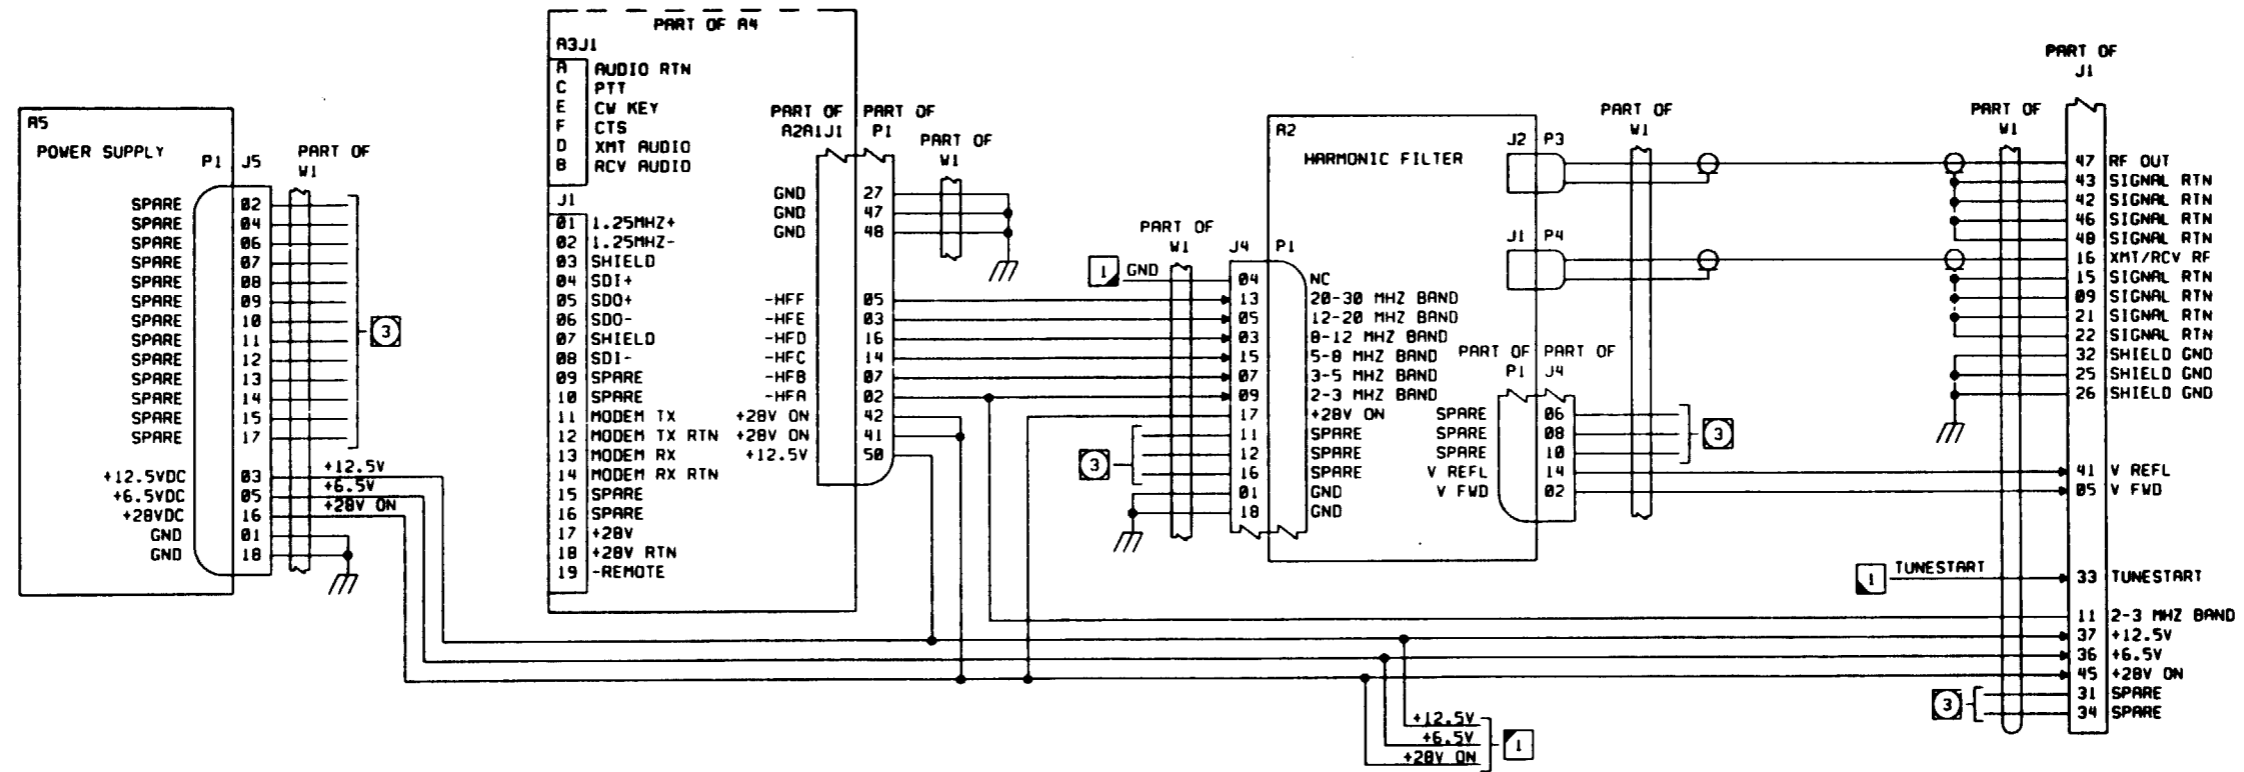 PART OF A4
A3J1
A AUDIO RTN
C PTT
E CW KEY
F CTS
D XMT AUDIO
B RCV AUDIO
J1
01 1.25MHZ+
02 1.25MHZ-
03 SHIELD
04 SDI+
05 SDO+
06 SDO-
07 SHIELD
08 SDI-
09 SPARE
10 SPARE
11 MODEM TX
12 MODEM TX RTN
13 MODEM RX
14 MODEM RX RTN
15 SPARE
16 SPARE
17 +28V
18 +28V RTN
19 -REMOTE
A5
POWER SUPPLY
P1 J5
PART OF
W1
SPARE 02
SPARE 04
SPARE 06
SPARE 07
SPARE 08
SPARE 09
SPARE 10
SPARE 11
SPARE 12
SPARE 13
SPARE 14
SPARE 15
SPARE 17
3
+12.5VDC 03 +12.5V
+6.5VDC 05 +6.5V
+28VDC 16 +28V ON
GND 01
GND 18
PART OF PART OF
A2A1J1 P1
PART OF
W1
GND 27
GND 47
GND 48
-HFF 05
-HFE 03
-HFD 16
-HFC 14
-HFB 07
-HFA 02
+28V ON 42
+28V ON 41
+12.5V 50
PART OF
W1
J4 P1
1 GND
04 NC
13 20-30 MHZ BAND
05 12-20 MHZ BAND
03 8-12 MHZ BAND
15 5-8 MHZ BAND
07 3-5 MHZ BAND
09 2-3 MHZ BAND
17 +28V ON
11 SPARE
12 SPARE
16 SPARE
01 GND
18 GND
3
A2
HARMONIC FILTER
J2 P3
J1 P4
PART OF
W1
PART OF PART OF
P1 J4
SPARE 06
SPARE 08
SPARE 10
V REFL 14
V FWD 02
3
PART OF
W1
PART OF
J1
47 RF OUT
43 SIGNAL RTN
42 SIGNAL RTN
46 SIGNAL RTN
48 SIGNAL RTN
16 XMT/RCV RF
15 SIGNAL RTN
09 SIGNAL RTN
21 SIGNAL RTN
22 SIGNAL RTN
32 SHIELD GND
25 SHIELD GND
26 SHIELD GND
41 V REFL
05 V FWD
1 TUNESTART
33 TUNESTART
11 2-3 MHZ BAND
37 +12.5V
36 +6.5V
45 +28V ON
31 SPARE
34 SPARE
3
+12.5V
+6.5V
+28V ON
1